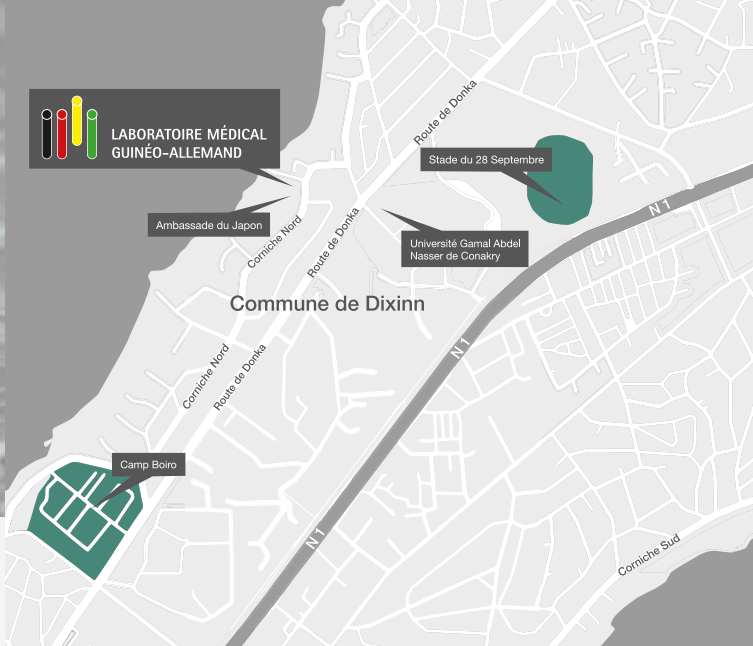 LABORATOIRE MÉDICAL
GUINÉO-ALLEMAND
Route de Donka
Stade du 28 Septembre
N 1
Ambassade du Japon
Corniche Nord
Route de Donka
Université Gamal Abdel
Nasser de Conakry
Commune de Dixinn
N 1
Corniche Nord
Route de Donka
Camp Boiro
N 1
Corniche Sud